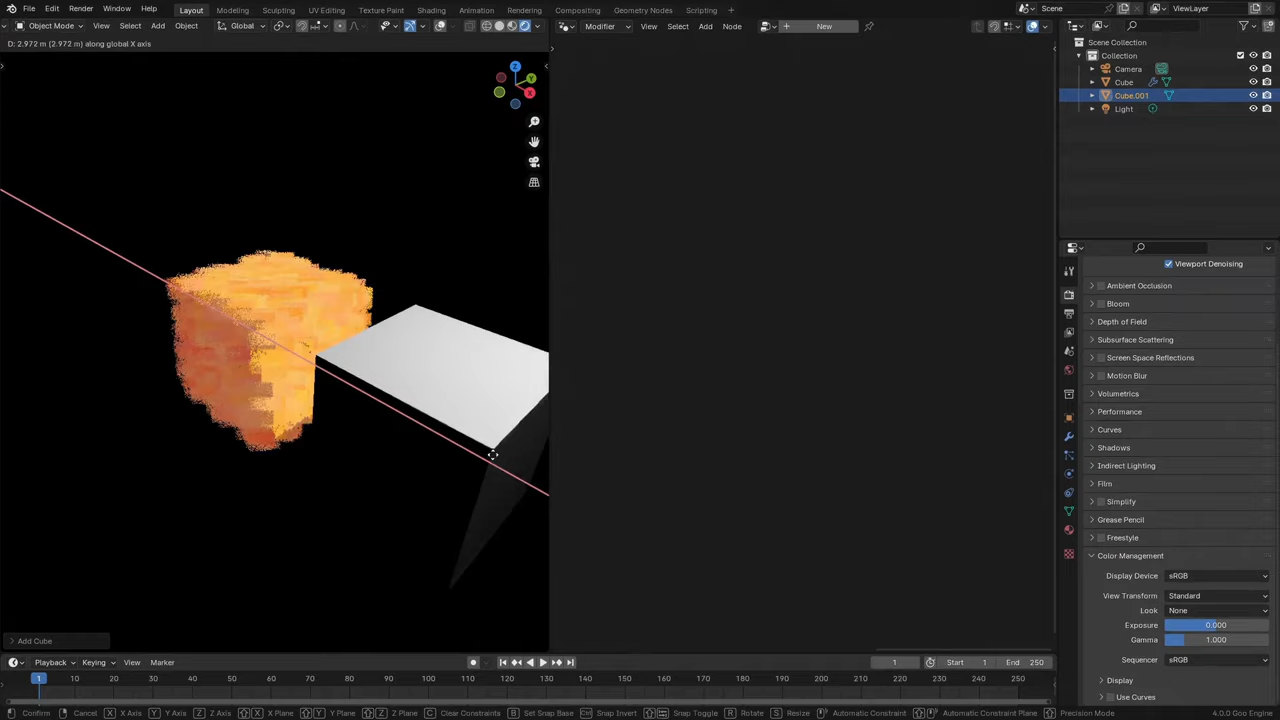 File Edit Render Window Help Layout Modeling Sculpting UV Editing Texture Paint Shading Animation Rendering Compositing Geometry Nodes Scripting Scene ViewLayer
Object Mode View Select Add Object Global Modifier View Select Add Node New
D: 2.972 m (2.972 m) along global X axis
Scene Collection
Collection
Camera
Cube
Cube.001
Light
Z
Y
X
Viewport Denoising
Ambient Occlusion
Bloom
Depth of Field
Subsurface Scattering
Screen Space Reflections
Motion Blur
Volumetrics
Performance
Curves
Shadows
Indirect Lighting
Film
Simplify
Grease Pencil
Freestyle
Color Management
Display Device sRGB
View Transform Standard
Look None
Exposure 0.000
Gamma 1.000
Sequencer sRGB
Display
Use Curves
Add Cube
Playback Keying View Marker 1 Start 1 End 250
1 10 20 30 40 50 60 70 80 90 100 110 120 130 140 150 160 170 180 190 200 210 220 230 240 250
Confirm Cancel X X Axis Y Y Axis Z Z Axis X X Plane Y Y Plane Z Z Plane Clear Constraints Snap Base Snap Invert Snap Toggle G Move R Rotate S Resize Automatic Constraint Automatic Constraint Plane Precision Mode 4.0.0 Goo Engine